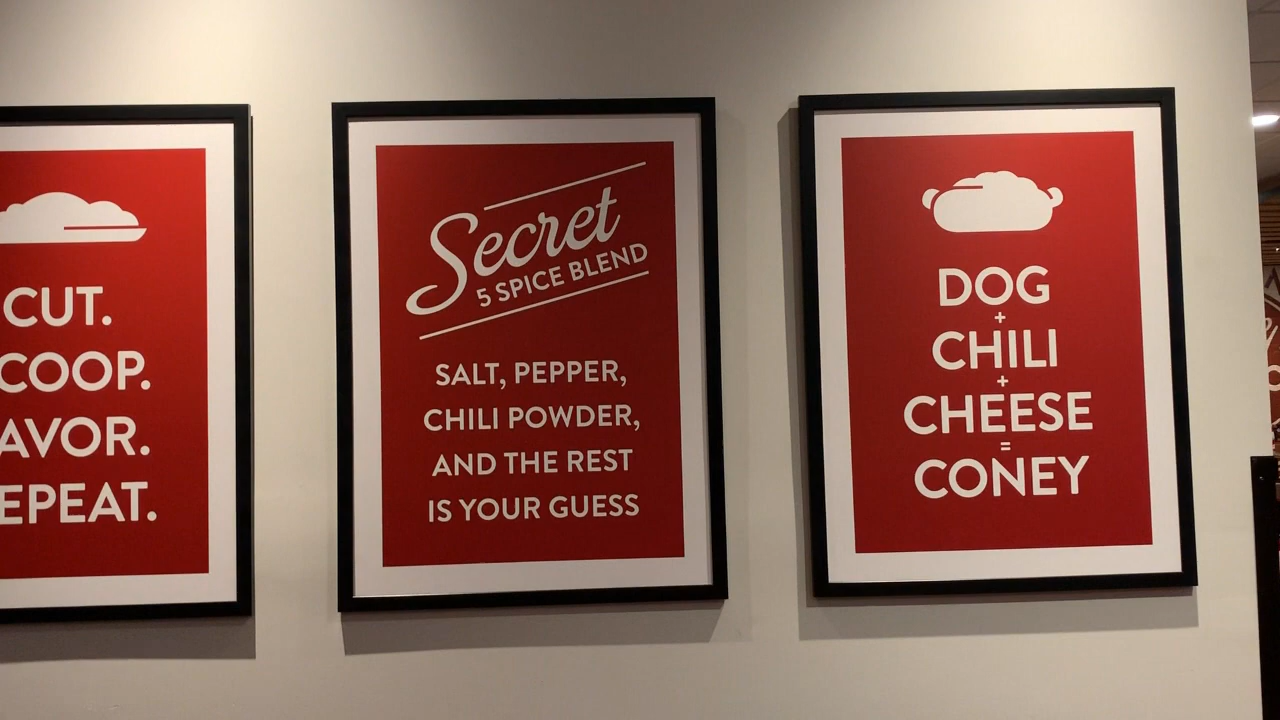 CUT.
COOP.
AVOR.
EPEAT.
Secret
5 SPICE BLEND
SALT, PEPPER,
CHILI POWDER,
AND THE REST
IS YOUR GUESS
DOG
+
CHILI
+
CHEESE
=
CONEY